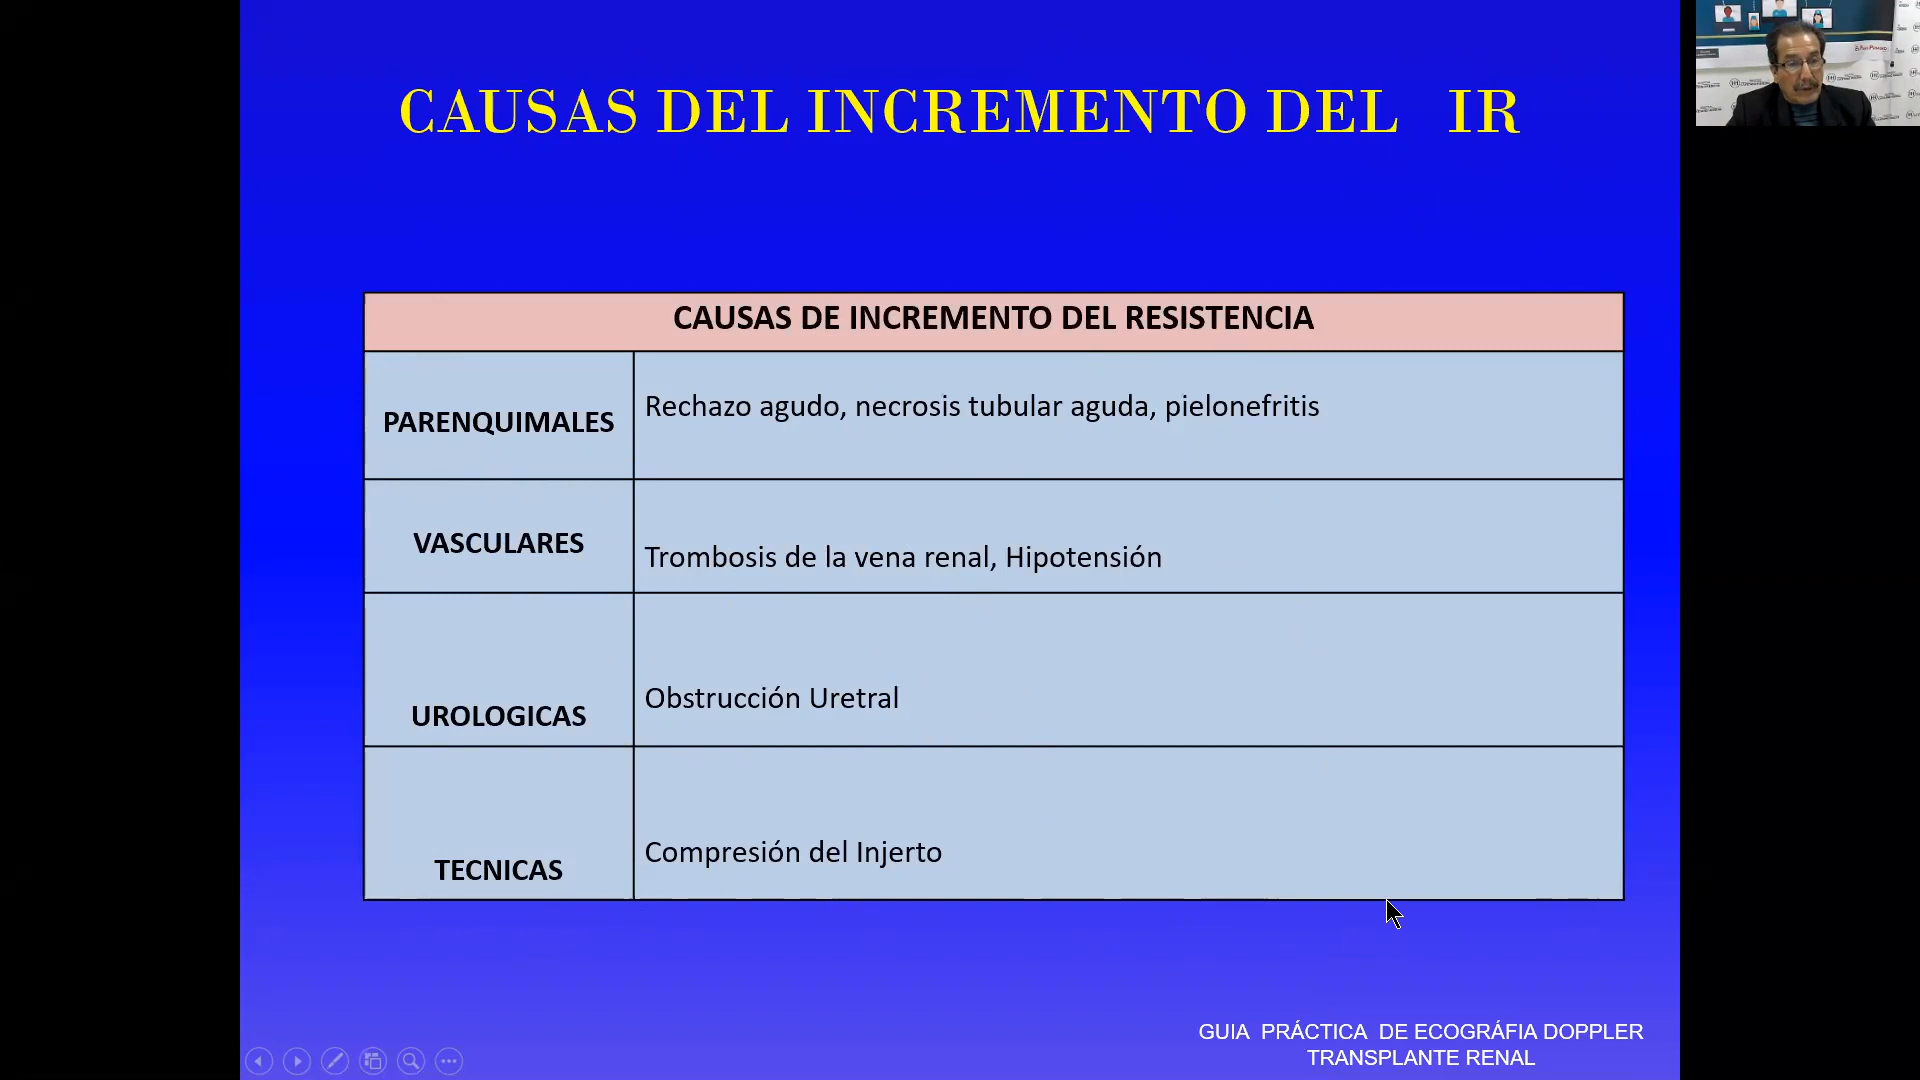 CAUSAS DEL INCREMENTO DEL IR
CAUSAS DE INCREMENTO DEL RESISTENCIA
PARENQUIMALES
Rechazo agudo, necrosis tubular aguda, pielonefritis
VASCULARES
Trombosis de la vena renal, Hipotensión
UROLOGICAS
Obstrucción Uretral
TECNICAS
Compresión del Injerto
GUIA PRÁCTICA DE ECOGRÁFIA DOPPLER
TRANSPLANTE RENAL